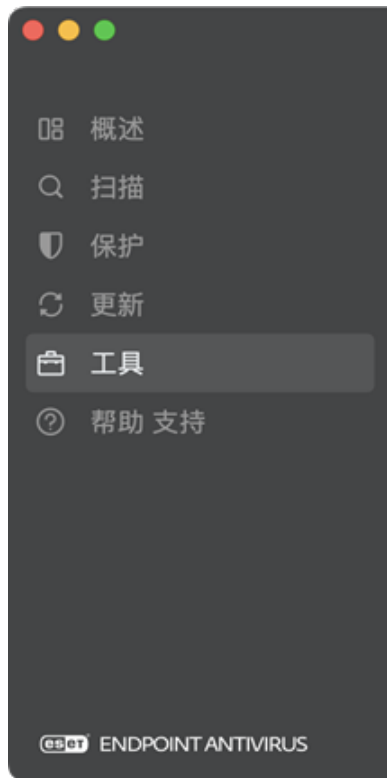 概述
扫描
保护
更新
工具
帮助 支持
eset ENDPOINT ANTIVIRUS